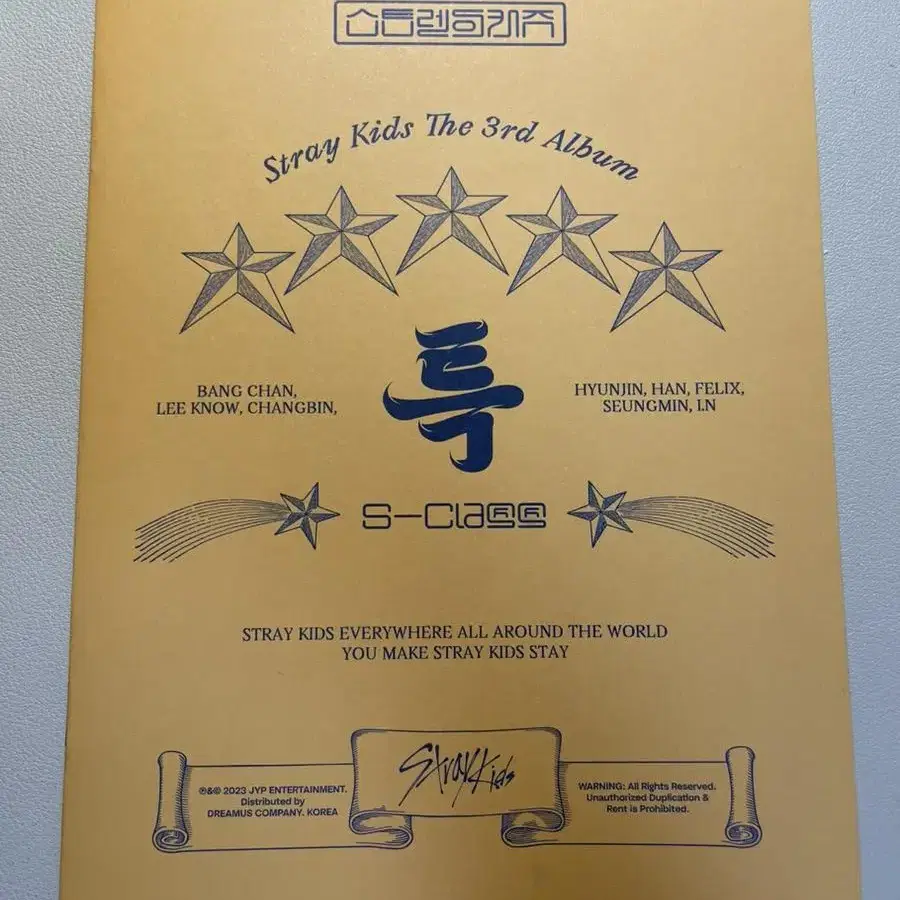 스트레이키즈
Stray Kids The 3rd Album
특
BANG CHAN,
LEE KNOW, CHANGBIN,
HYUNJIN, HAN, FELIX,
SEUNGMIN, I.N
S-Class
STRAY KIDS EVERYWHERE ALL AROUND THE WORLD
YOU MAKE STRAY KIDS STAY
Stray Kids
℗&© 2023 JYP ENTERTAINMENT.
Distributed by
DREAMUS COMPANY. KOREA
WARNING: All Rights Reserved.
Unauthorized Duplication &
Rent is Prohibited.